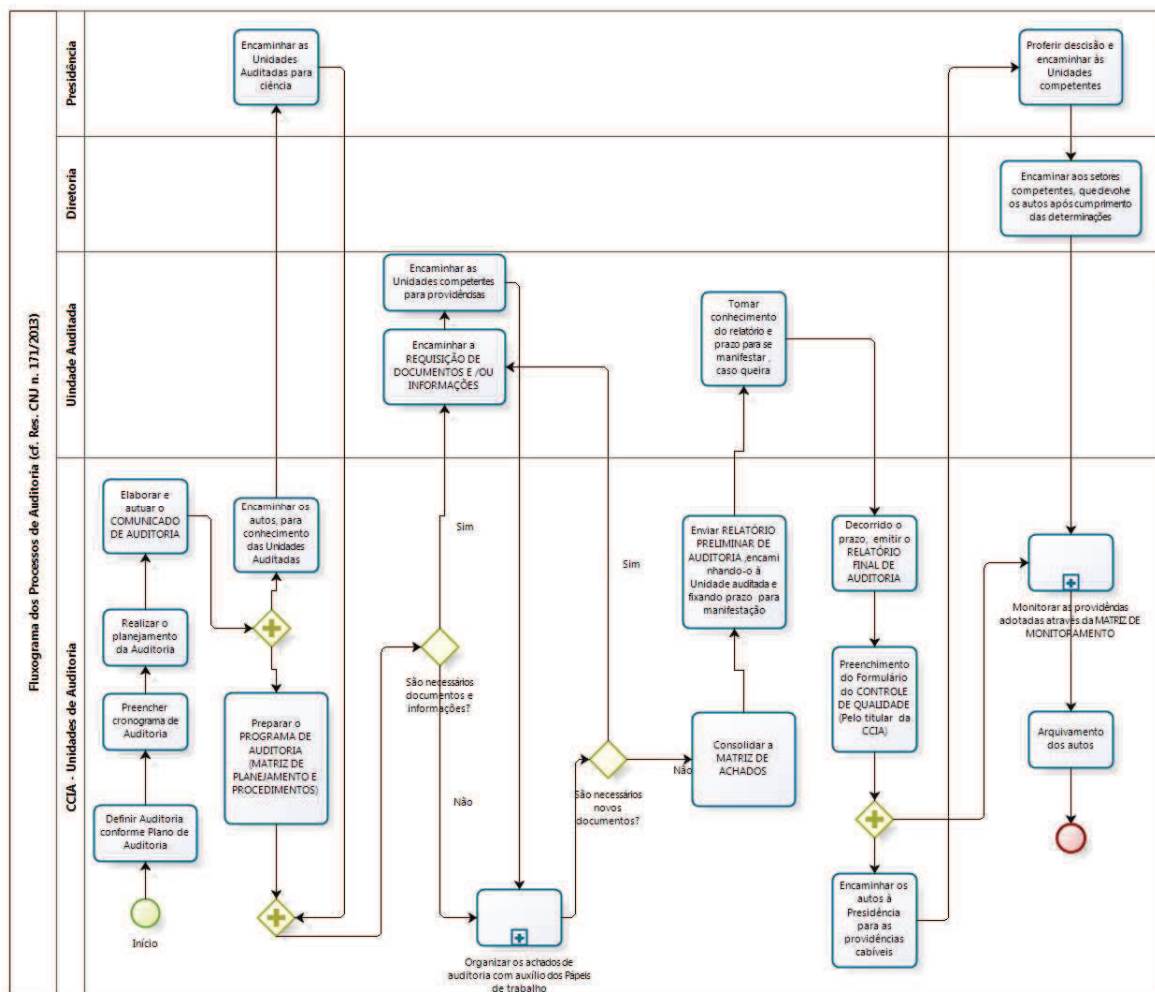 Fluxograma dos Processos de Auditoria (cf. Res. CNJ n. 171/2013)
Presidência
Encaminhar as
Unidades
Auditadas para
ciência
Proferir descisão e
encaminhar às
Unidades
competentes
Diretoria
Encaminar aos setores
competentes, que devolve
os autos após cumprimento
das determinações
Uindade Auditada
Encaminhar as
Unidades competentes
para providêncisas
Encaminhar a
REQUISIÇÃO DE
DOCUMENTOS E /OU
INFORMAÇÕES
Tomar
conhecimento
do relatório e
prazo para se
manifestar ,
caso queira
CCIA - Unidades de Auditoria
Elaborar e
autuar o
COMUNICADO
DE AUDITORIA
Realizar o
planejamento
da Auditoria
Preencher
cronograma de
Auditoria
Definir Auditoria
conforme Plano de
Auditoria
Início
Encaminhar os
autos, para
conhecimento
das Unidades
Auditadas
Preparar o
PROGRAMA DE
AUDITORIA
(MATRIZ DE
PLANEJAMENTO E
PROCEDIMENTOS)
Sim
São necessários
documentos e
informações?
Não
Organizar os achados de
auditoria com auxílio dos Pápeis
de trabalho
Sim
São necessários
novos
documentos?
Não
Consolidar a
MATRIZ DE
ACHADOS
Enviar RELATÓRIO
PRELIMINAR DE
AUDITORIA ,encami
nhando-o à
Unidade auditada e
fixando prazo para
manifestação
Decorrido o
prazo, emitir o
RELATÓRIO
FINAL DE
AUDITORIA
Preenchimento
do Formulário
do CONTROLE
DE QUALIDADE
(Pelo titular da
CCIA)
Encaminhar os
autos à
Presidência
para as
providências
cabíveis
Monitorar as providências
adotadas através da MATRIZ DE
MONITORAMENTO
Arquivamento
dos autos